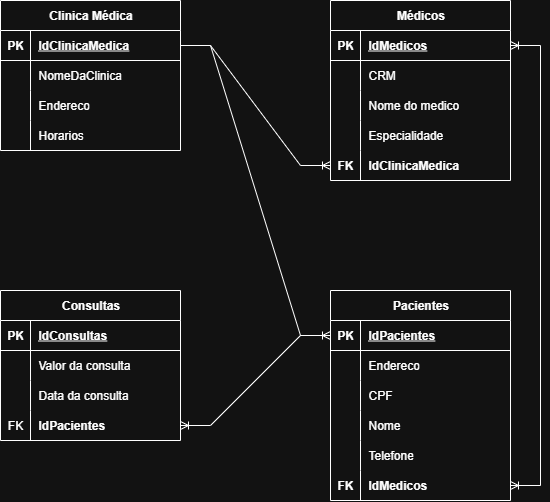 Clinica Médica
PK IdClinicaMedica
NomeDaClinica
Endereco
Horarios
Médicos
PK IdMedicos
CRM
Nome do medico
Especialidade
FK IdClinicaMedica
Consultas
PK IdConsultas
Valor da consulta
Data da consulta
FK IdPacientes
Pacientes
PK IdPacientes
Endereco
CPF
Nome
Telefone
FK IdMedicos